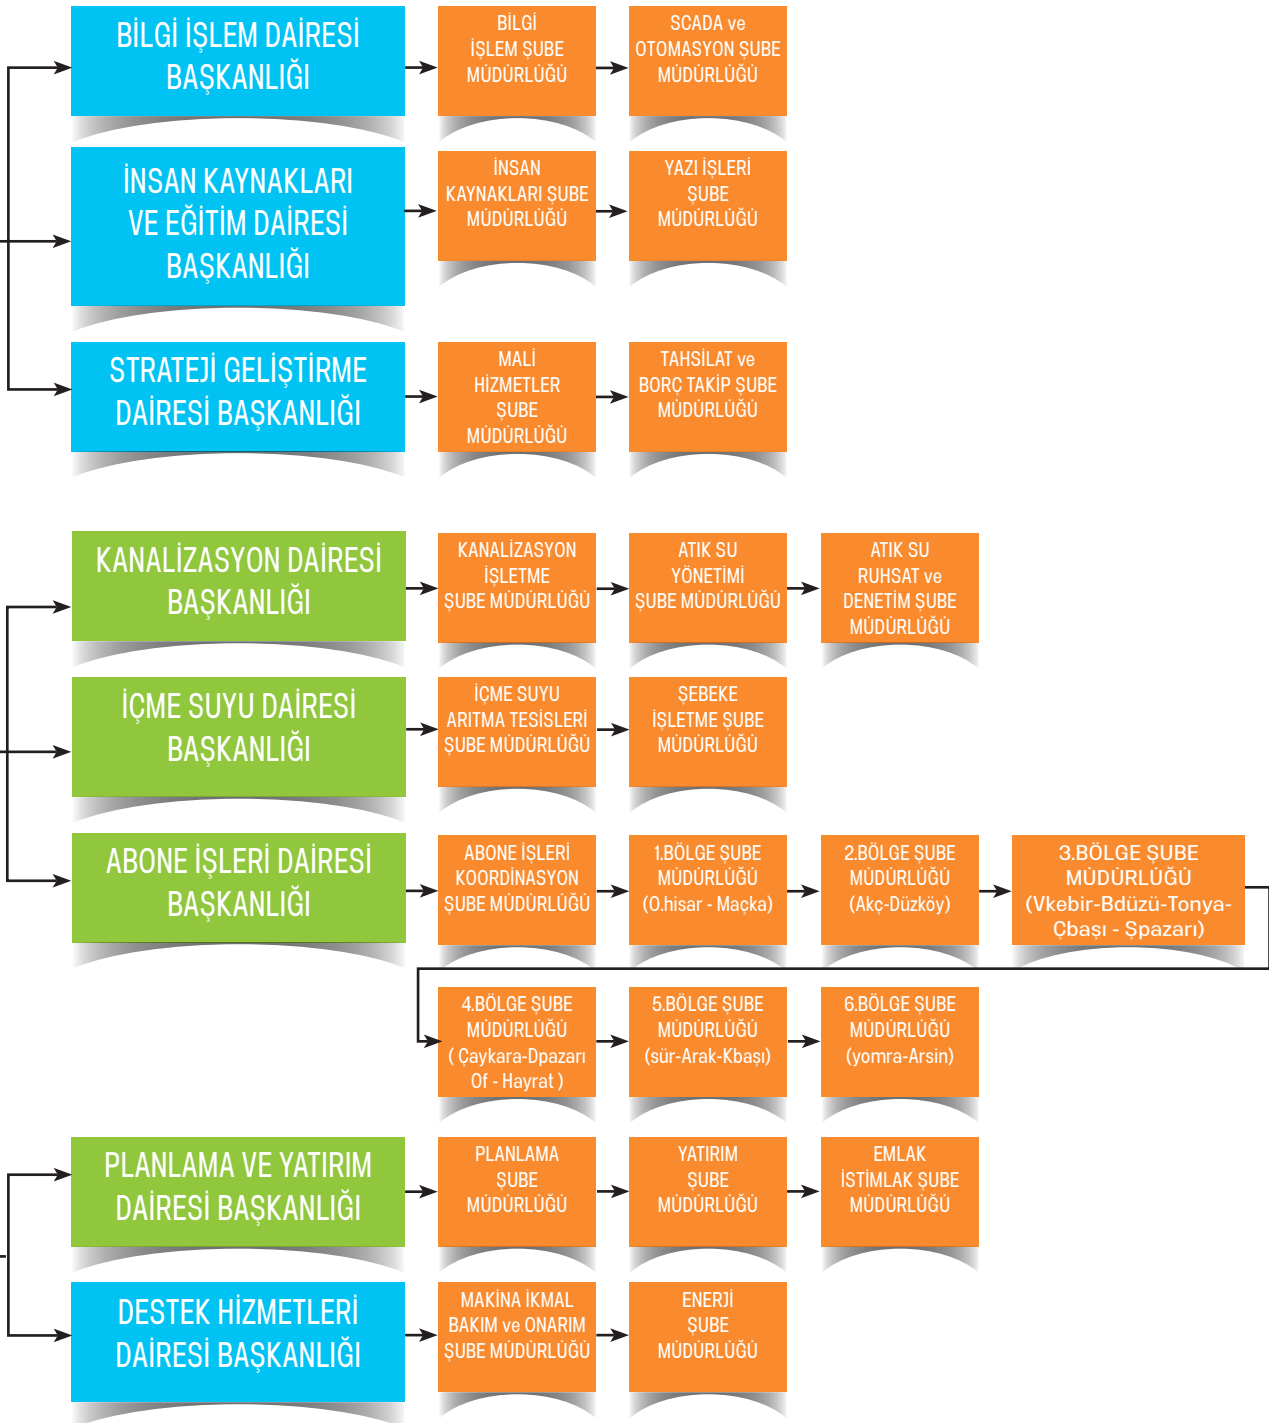 BİLGİ İŞLEM DAİRESİ
BAŞKANLIĞI
BİLGİ
İŞLEM ŞUBE
MÜDÜRLÜĞÜ
SCADA ve
OTOMASYON ŞUBE
MÜDÜRLÜĞÜ
İNSAN KAYNAKLARI
VE EĞİTİM DAİRESİ
BAŞKANLIĞI
İNSAN
KAYNAKLARI ŞUBE
MÜDÜRLÜĞÜ
YAZI İŞLERİ
ŞUBE
MÜDÜRLÜĞÜ
STRATEJİ GELİŞTİRME
DAİRESİ BAŞKANLIĞI
MALİ
HİZMETLER
ŞUBE
MÜDÜRLÜĞÜ
TAHSİLAT ve
BORÇ TAKİP ŞUBE
MÜDÜRLÜĞÜ
KANALİZASYON DAİRESİ
BAŞKANLIĞI
KANALİZASYON
İŞLETME
ŞUBE MÜDÜRLÜĞÜ
ATIK SU
YÖNETİMİ
ŞUBE MÜDÜRLÜĞÜ
ATIK SU
RUHSAT ve
DENETİM ŞUBE
MÜDÜRLÜĞÜ
İÇME SUYU DAİRESİ
BAŞKANLIĞI
İÇME SUYU
ARITMA TESİSLERİ
ŞUBE MÜDÜRLÜĞÜ
ŞEBEKE
İŞLETME ŞUBE
MÜDÜRLÜĞÜ
ABONE İŞLERİ DAİRESİ
BAŞKANLIĞI
ABONE İŞLERİ
KOORDİNASYON
ŞUBE MÜDÜRLÜĞÜ
1.BÖLGE ŞUBE
MÜDÜRLÜĞÜ
(O.hisar - Maçka)
2.BÖLGE ŞUBE
MÜDÜRLÜĞÜ
(Akç-Düzköy)
3.BÖLGE ŞUBE
MÜDÜRLÜĞÜ
(Vkebir-Bdüzü-Tonya-
Çbaşı - Şpazarı)
4.BÖLGE ŞUBE
MÜDÜRLÜĞÜ
( Çaykara-Dpazarı
Of - Hayrat )
5.BÖLGE ŞUBE
MÜDÜRLÜĞÜ
(sür-Arak-Kbaşı)
6.BÖLGE ŞUBE
MÜDÜRLÜĞÜ
(yomra-Arsin)
PLANLAMA VE YATIRIM
DAİRESİ BAŞKANLIĞI
PLANLAMA
ŞUBE
MÜDÜRLÜĞÜ
YATIRIM
ŞUBE
MÜDÜRLÜĞÜ
EMLAK
İSTİMLAK ŞUBE
MÜDÜRLÜĞÜ
DESTEK HİZMETLERİ
DAİRESİ BAŞKANLIĞI
MAKİNA İKMAL
BAKIM ve ONARIM
ŞUBE MÜDÜRLÜĞÜ
ENERJİ
ŞUBE
MÜDÜRLÜĞÜ